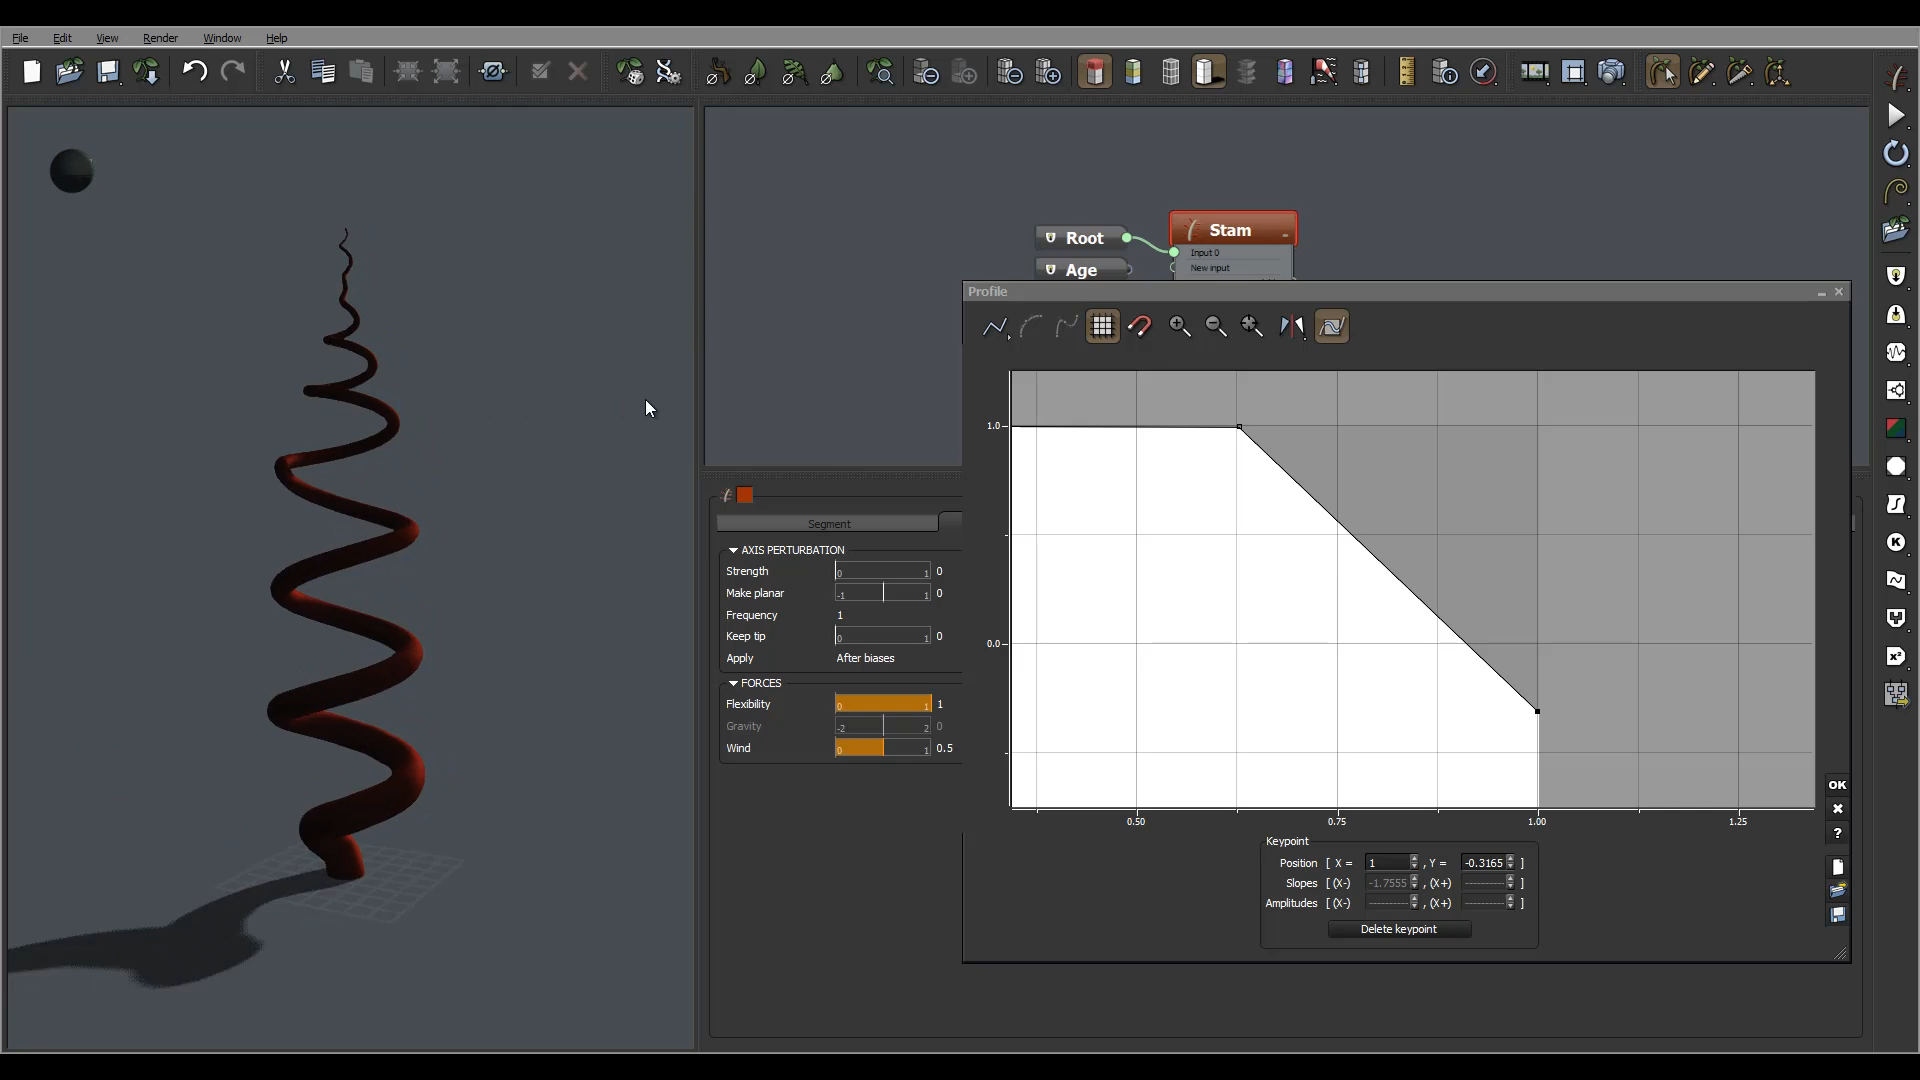 File Edit View Render Window Help
Root
Stam
Input 0
Age
New input
Profile
1.0
0.0
0.50 0.75 1.00 1.25
Segment
AXIS PERTURBATION
Strength 0 1 0
Make planar -1 1 0
Frequency 1
Keep tip 0 1 0
Apply After biases
FORCES
Flexibility 0 1 1
Gravity -2 2 0
Wind 0 1 0.5
OK
?
Keypoint
Position [ X = 1 , Y = -0.3165 ]
Slopes [ (X-) -1.7555 , (X+) --------- ]
Amplitudes [ (X-) --------- , (X+) --------- ]
Delete keypoint
K
x²